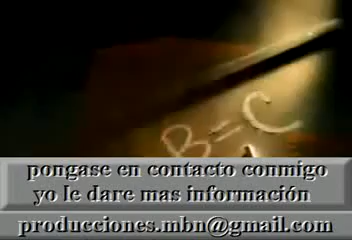 B=C
pongase en contacto conmigo
yo le dare mas información
producciones.mbn@gmail.com